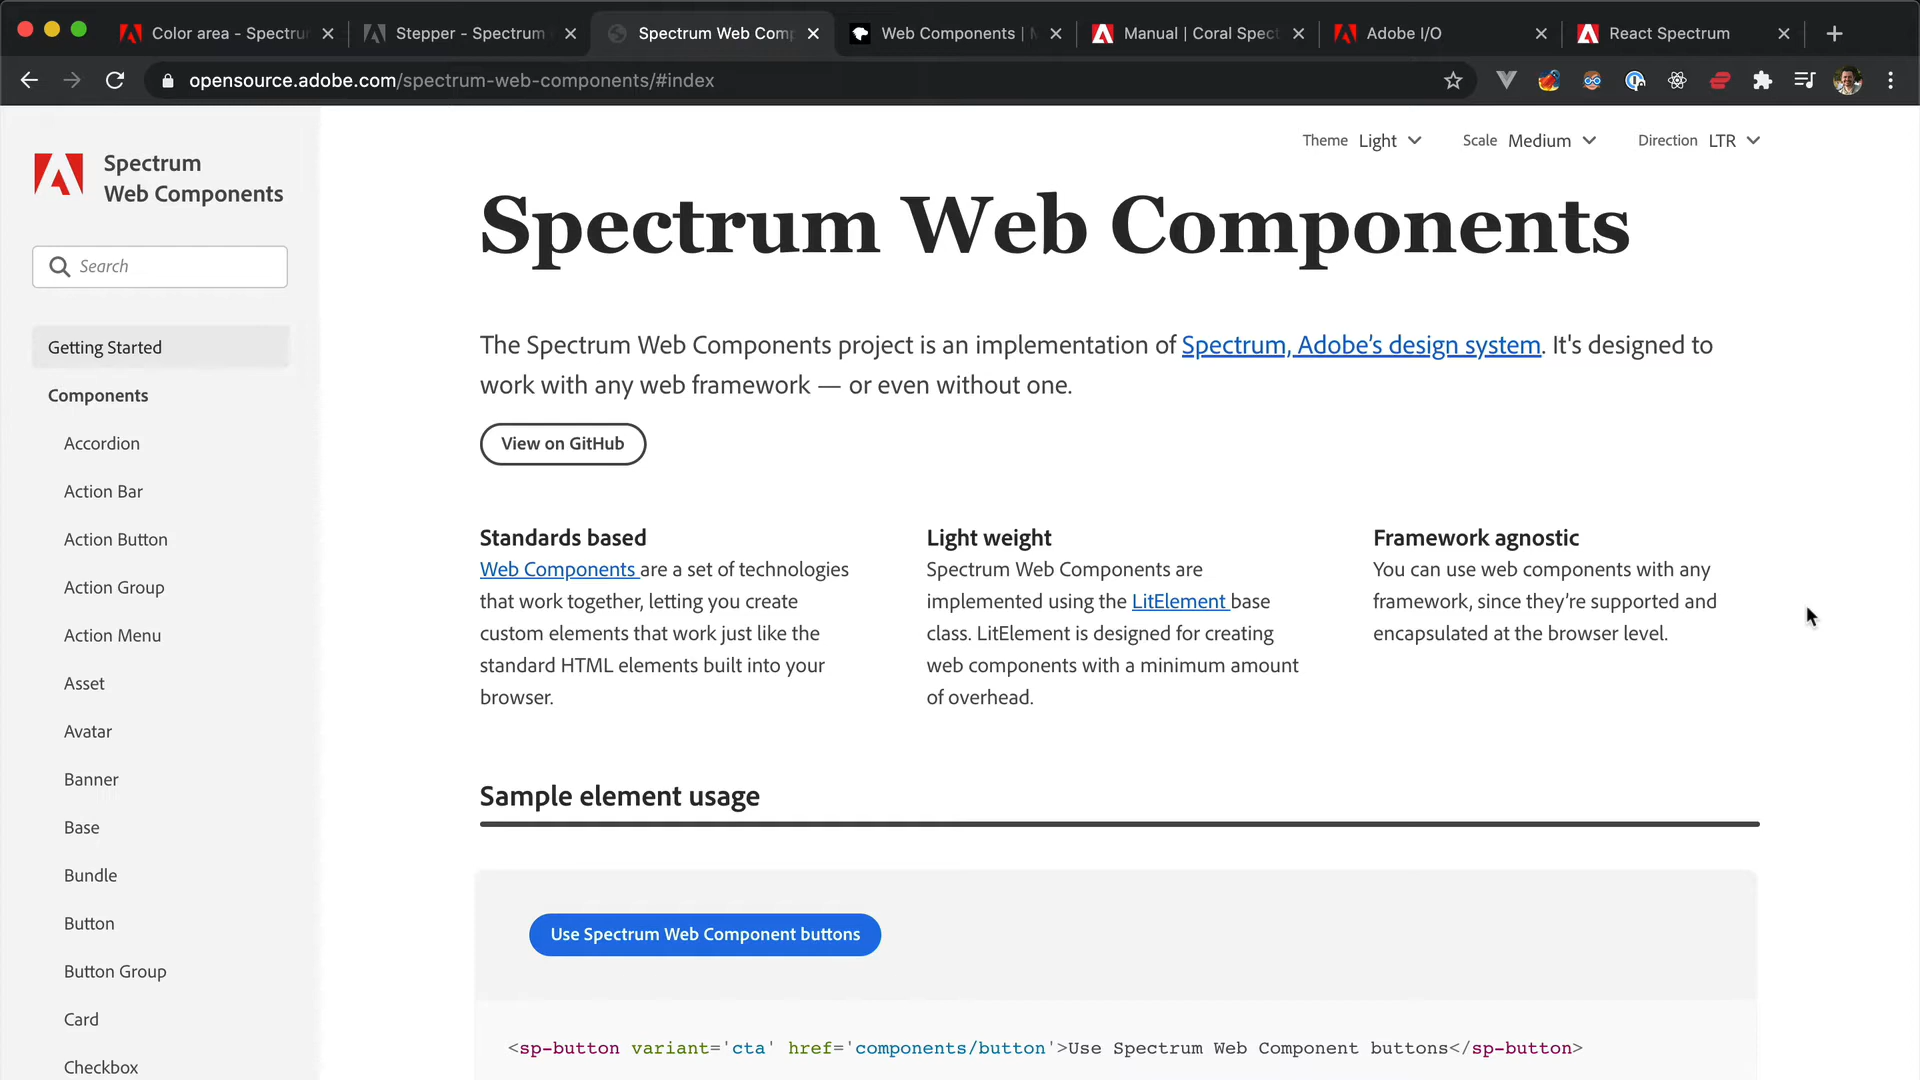 Color area - Spectru
Stepper - Spectrum
Spectrum Web Comp
Web Components |
Manual | Coral Spect
Adobe I/O
React Spectrum
opensource.adobe.com/spectrum-web-components/#index
Spectrum
Web Components
Search
Getting Started
Components
Accordion
Action Bar
Action Button
Action Group
Action Menu
Asset
Avatar
Banner
Base
Bundle
Button
Button Group
Card
Checkbox
Theme Light
Scale Medium
Direction LTR
Spectrum Web Components
The Spectrum Web Components project is an implementation of Spectrum, Adobe’s design system. It's designed to
work with any web framework — or even without one.
View on GitHub
Standards based
Web Components are a set of technologies
that work together, letting you create
custom elements that work just like the
standard HTML elements built into your
browser.
Light weight
Spectrum Web Components are
implemented using the LitElement base
class. LitElement is designed for creating
web components with a minimum amount
of overhead.
Framework agnostic
You can use web components with any
framework, since they’re supported and
encapsulated at the browser level.
Sample element usage
Use Spectrum Web Component buttons
<sp-button variant='cta' href='components/button'>Use Spectrum Web Component buttons</sp-button>